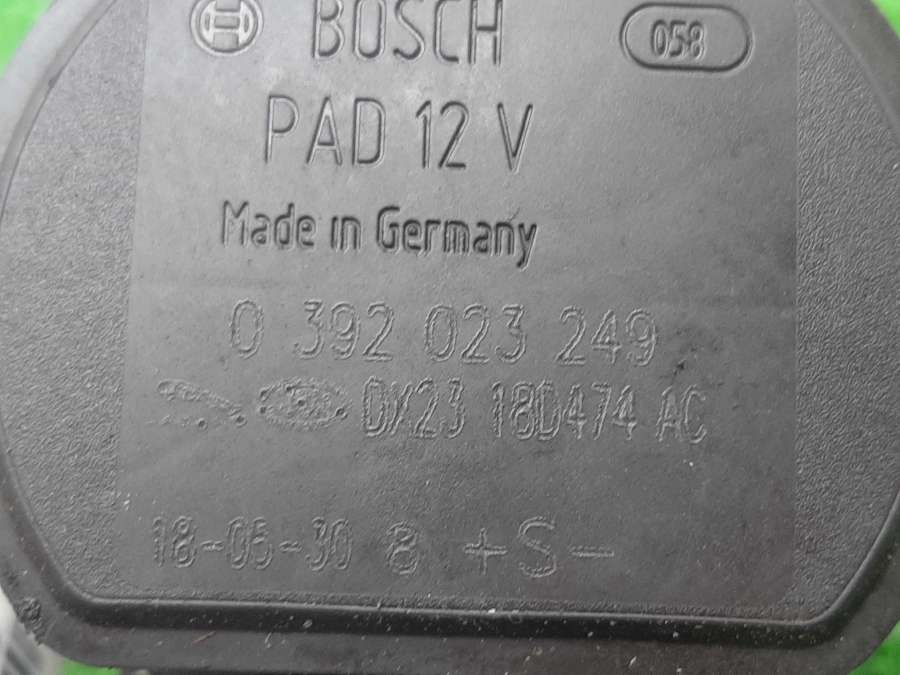 BOSCH 058
PAD 12 V
Made in Germany
0 392 023 249
DX23 18D474 AC
18-05-30 8 +S-